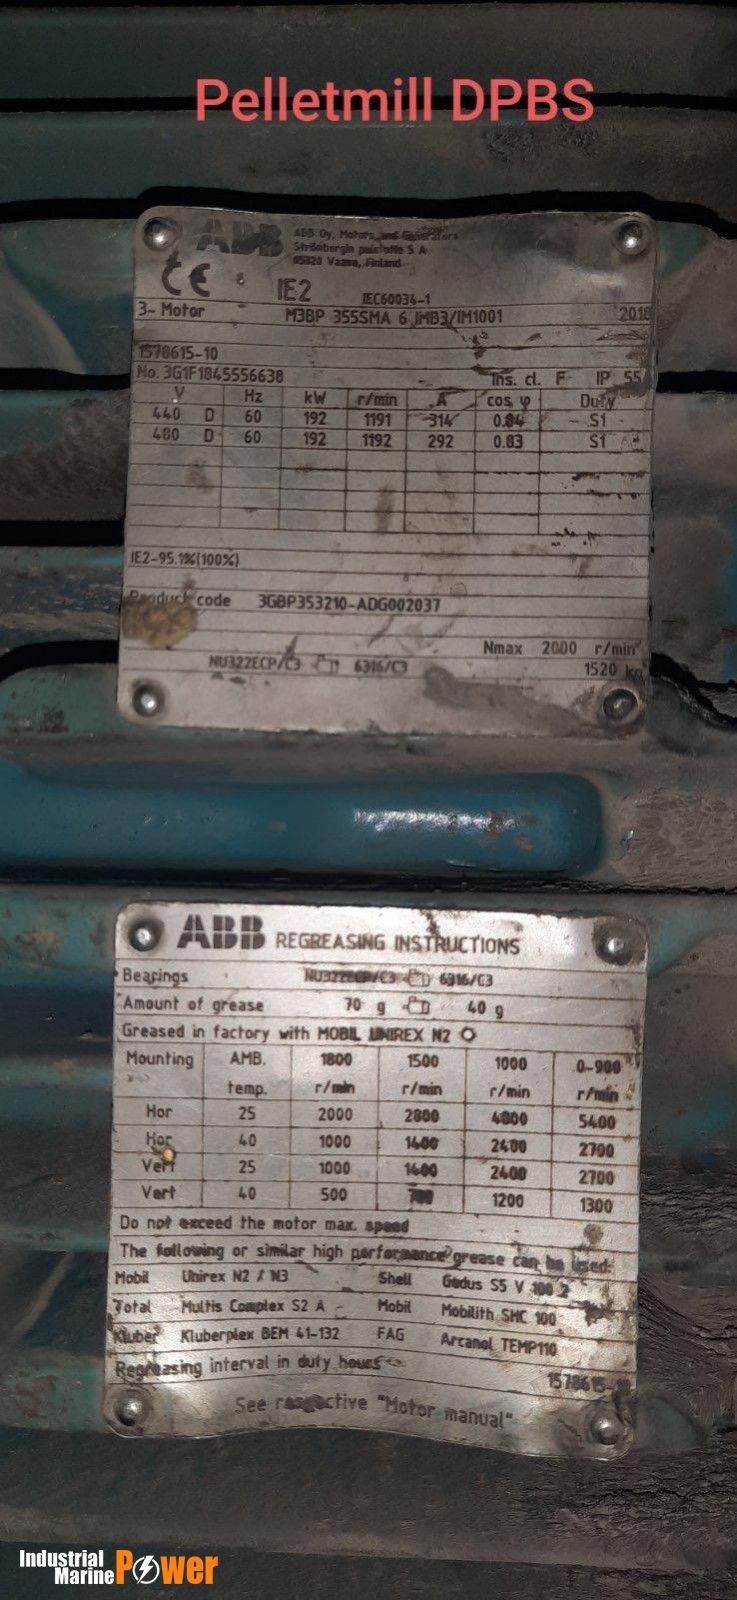 Pelletmill DPBS
ABB ABB Oy, Motors and Generators
Strömbergin puistotie 5 A
65320 Vaasa, Finland
CE IE2 IEC60034-1
3~ Motor M3BP 355SMA 6 IMB3/IM1001 2018
1578615-10
No. 3G1F1845556638 Ins. cl. F IP 55
V Hz kW r/min A cos φ Duty
440 D 60 192 1191 314 0.84 S1
480 D 60 192 1192 292 0.83 S1
IE2-95.1%(100%)
Product code 3GBP353210-ADG002037
Nmax 2000 r/min
NU322ECP/C3 6316/C3 1520 kg
ABB REGREASING INSTRUCTIONS
Bearings NU322ECP/C3 6316/C3
Amount of grease 70 g 40 g
Greased in factory with MOBIL UNIREX N2
Mounting AMB. 1800 1500 1000 0-900
temp. r/min r/min r/min r/min
Hor 25 2000 2800 4800 5400
Hor 40 1000 1400 2400 2700
Vert 25 1000 1400 2400 2700
Vert 40 500 700 1200 1300
Do not exceed the motor max. speed
The following or similar high performance grease can be used:
Mobil Unirex N2 / N3 Shell Gadus S5 V 100 2
Total Multis Complex S2 A Mobil Mobilith SHC 100
Kluber Kluberplex BEM 41-132 FAG Arcanol TEMP110
Regreasing interval in duty hours
1578615-
See respective "Motor manual"
Industrial
Marine Power